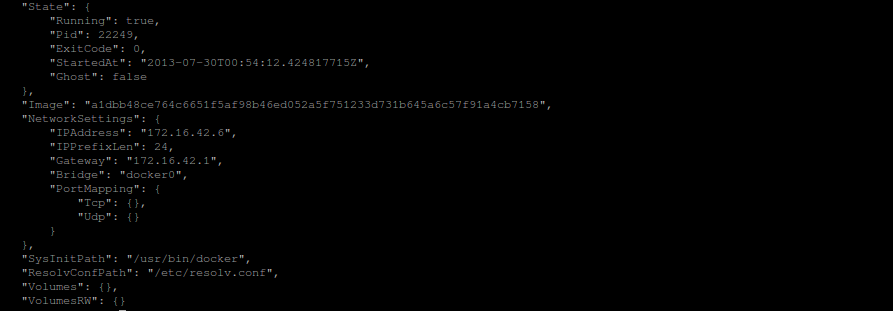 "State": {
"Running": true,
"Pid": 22249,
"ExitCode": 0,
"StartedAt": "2013-07-30T00:54:12.424817715Z",
"Ghost": false
},
"Image": "a1dbb48ce764c6651f5af98b46ed052a5f751233d731b645a6c57f91a4cb7158",
"NetworkSettings": {
"IPAddress": "172.16.42.6",
"IPPrefixLen": 24,
"Gateway": "172.16.42.1",
"Bridge": "docker0",
"PortMapping": {
"Tcp": {},
"Udp": {}
}
},
"SysInitPath": "/usr/bin/docker",
"ResolvConfPath": "/etc/resolv.conf",
"Volumes": {},
"VolumesRW": {}